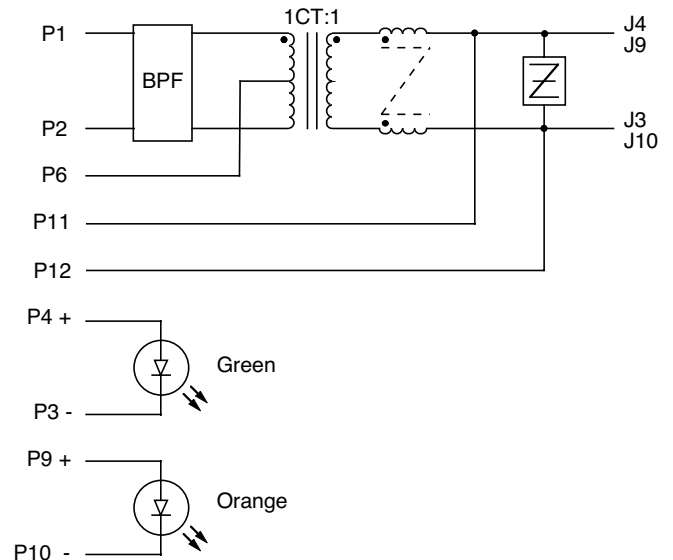 1CT:1
P1
J4
J9
BPF
P2
J3
J10
P6
P11
P12
P4 +
Green
P3 -
P9 +
Orange
P10 -